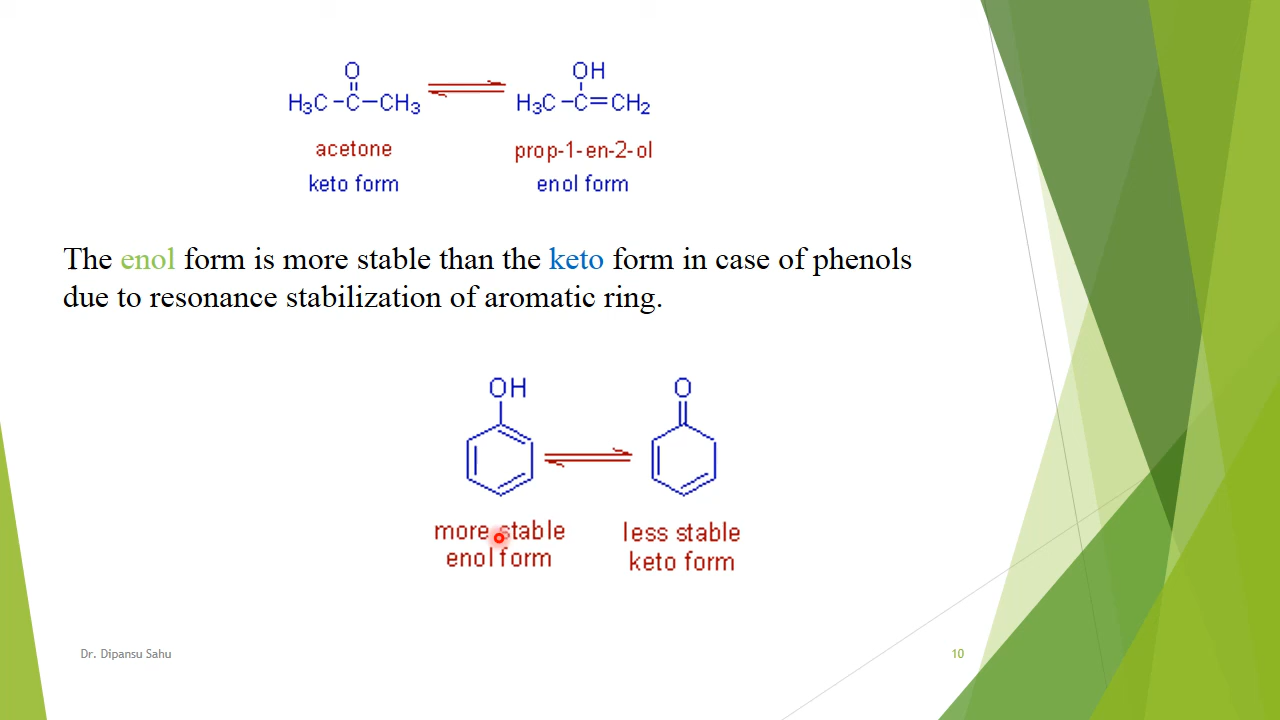 O OH
H₃C–C–CH₃ H₃C–C=CH₂
acetone prop-1-en-2-ol
keto form enol form
The enol form is more stable than the keto form in case of phenols
due to resonance stabilization of aromatic ring.
OH O
more stable less stable
enol form keto form
Dr. Dipansu Sahu 10